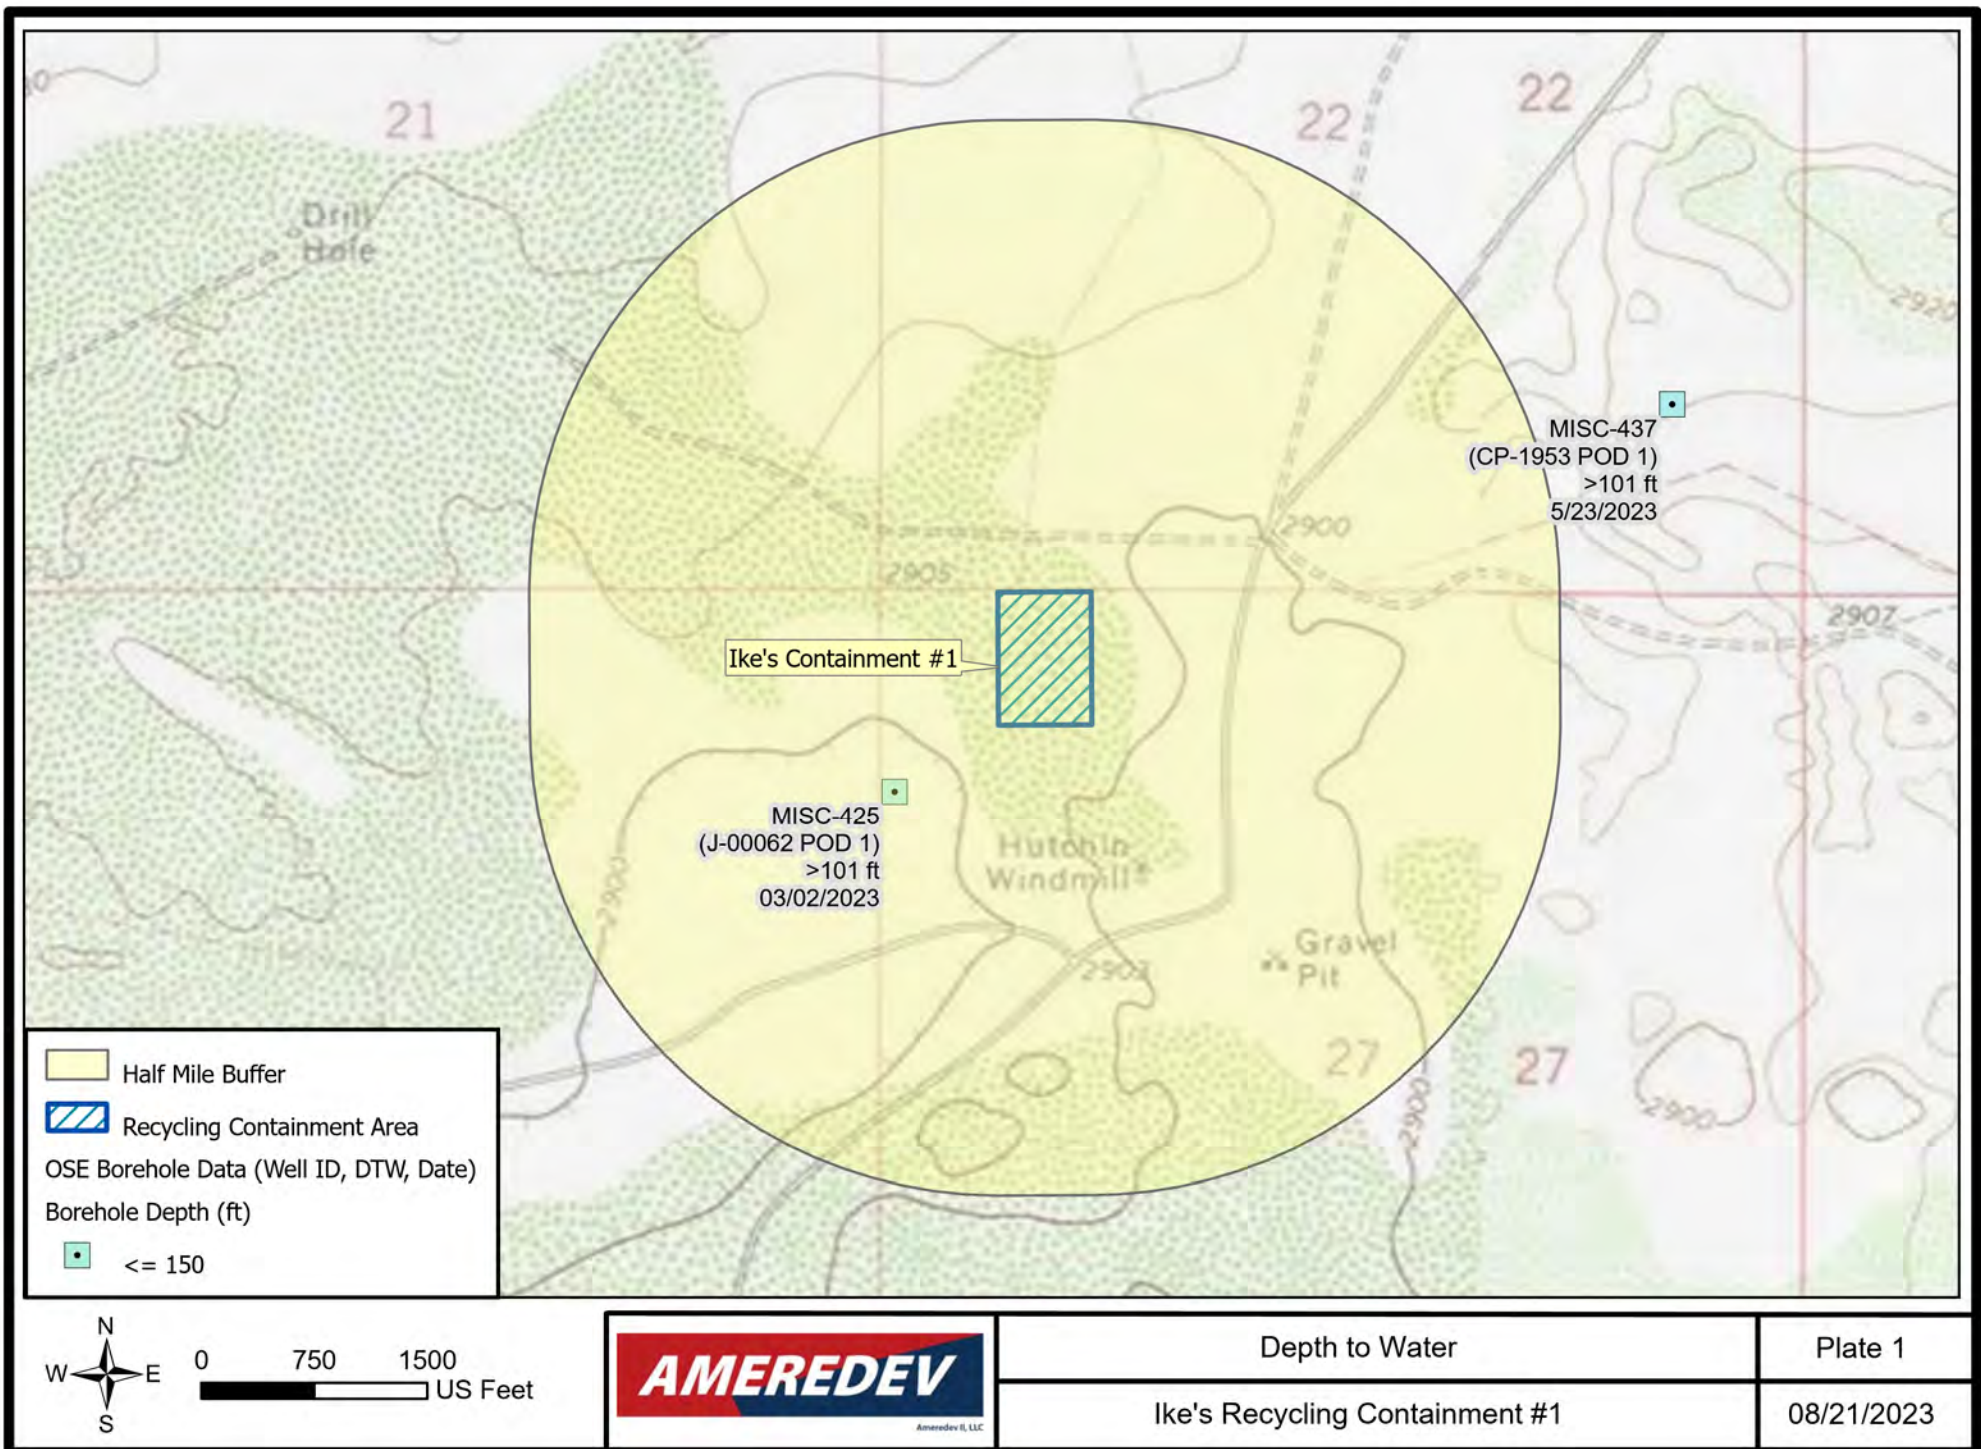 21
22
22
Drill
Hole
2920
MISC-437
(CP-1953 POD 1)
>101 ft
5/23/2023
2900
2905
2907
Ike's Containment #1
MISC-425
(J-00062 POD 1)
>101 ft
03/02/2023
Hutchin
Windmill
2900
Gravel
Pit
2903
27
27
2900
2900
Half Mile Buffer
Recycling Containment Area
OSE Borehole Data (Well ID, DTW, Date)
Borehole Depth (ft)
<= 150
N
W E
S
0 750 1500
US Feet
AMEREDEV
Ameredev II, LLC
Depth to Water
Plate 1
Ike's Recycling Containment #1
08/21/2023